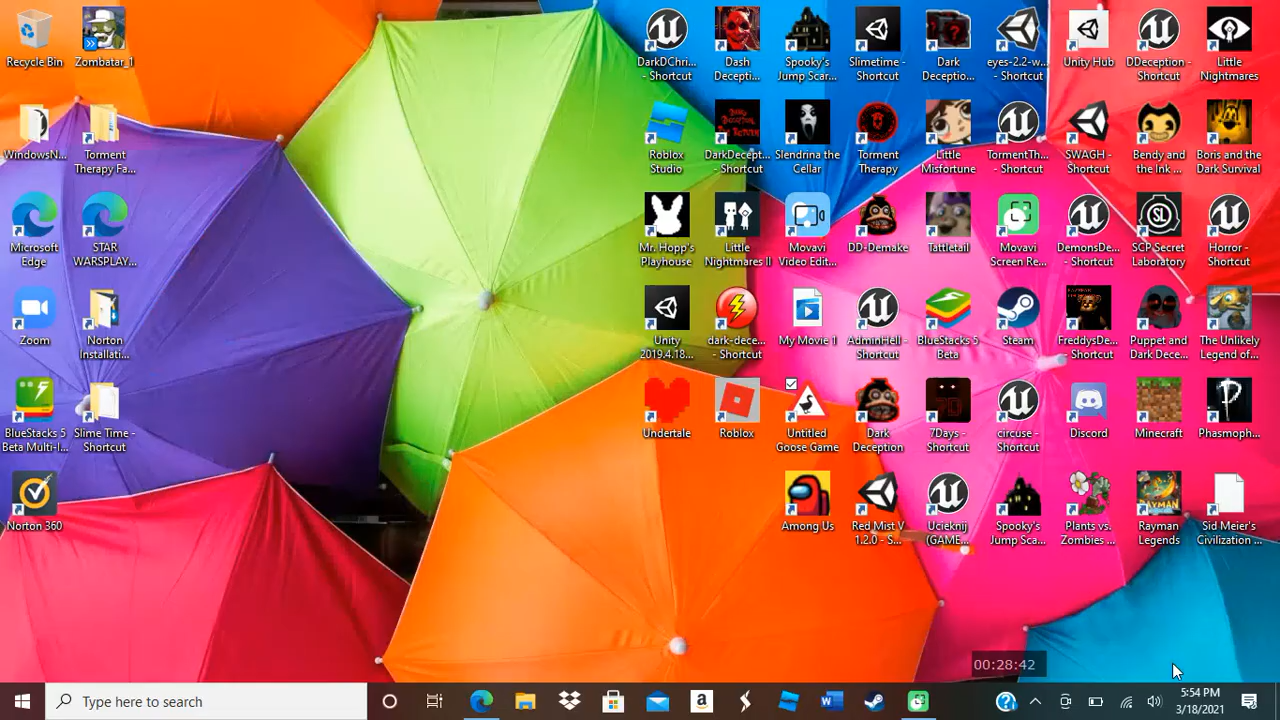 Recycle Bin
Zombatar_1
DarkDChri...
- Shortcut
Dash
Decepti...
Spooky's
Jump Scar...
Slimetime -
Shortcut
Dark
Deceptio...
eyes-2.2-w...
- Shortcut
Unity Hub
DDeception -
Shortcut
Little
Nightmares
WindowsN...
Torment
Therapy Fa...
Roblox
Studio
DarkDecept...
- Shortcut
Slendrina the
Cellar
Torment
Therapy
Little
Misfortune
TormentTh...
- Shortcut
SWAGH -
Shortcut
Bendy and
the Ink ...
Boris and the
Dark Survival
Microsoft
Edge
STAR
WARSPLAY...
Mr. Hopp's
Playhouse
Little
Nightmares II
Movavi
Video Edit...
DD-Demake
Tattletail
Movavi
Screen Re...
DemonsDe...
- Shortcut
SCP Secret
Laboratory
Horror -
Shortcut
Zoom
Norton
Installati...
Unity
2019.4.18...
dark-dece...
- Shortcut
My Movie 1
AdminHell -
Shortcut
BlueStacks 5
Beta
Steam
FreddysDe...
- Shortcut
Puppet and
Dark Dece...
The Unlikely
Legend of...
BlueStacks 5
Beta Multi-I...
Slime Time -
Shortcut
Undertale
Roblox
Untitled
Goose Game
Dark
Deception
7Days -
Shortcut
circuse -
Shortcut
Discord
Minecraft
Phasmoph...
Norton 360
Among Us
Red Mist V
1.2.0 - S...
Ucieknij
(GAME...
Spooky's
Jump Sca...
Plants vs.
Zombies ...
Rayman
Legends
Sid Meier's
Civilization ...
00:28:42
Type here to search
5:54 PM
3/18/2021